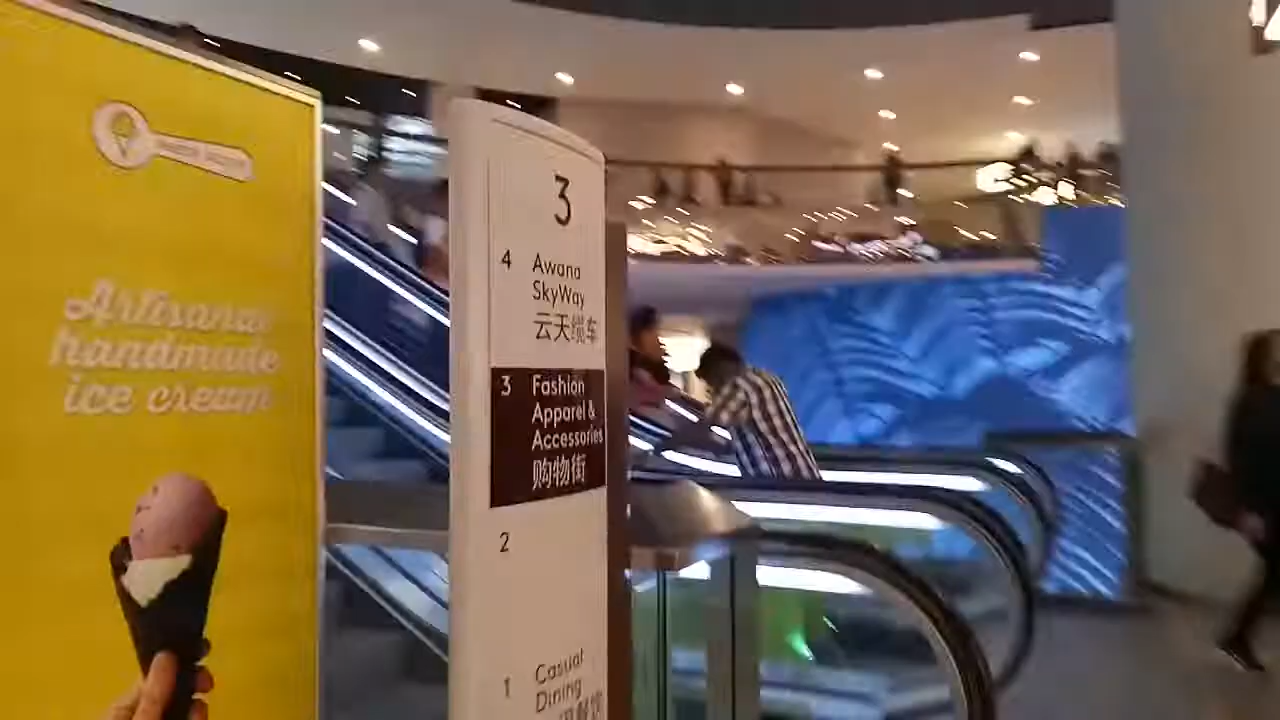 Artisanal
handmade
ice cream
3
4 Awana
SkyWay
云天缆车
3 Fashion
Apparel &
Accessories
购物街
2
1 Casual
Dining